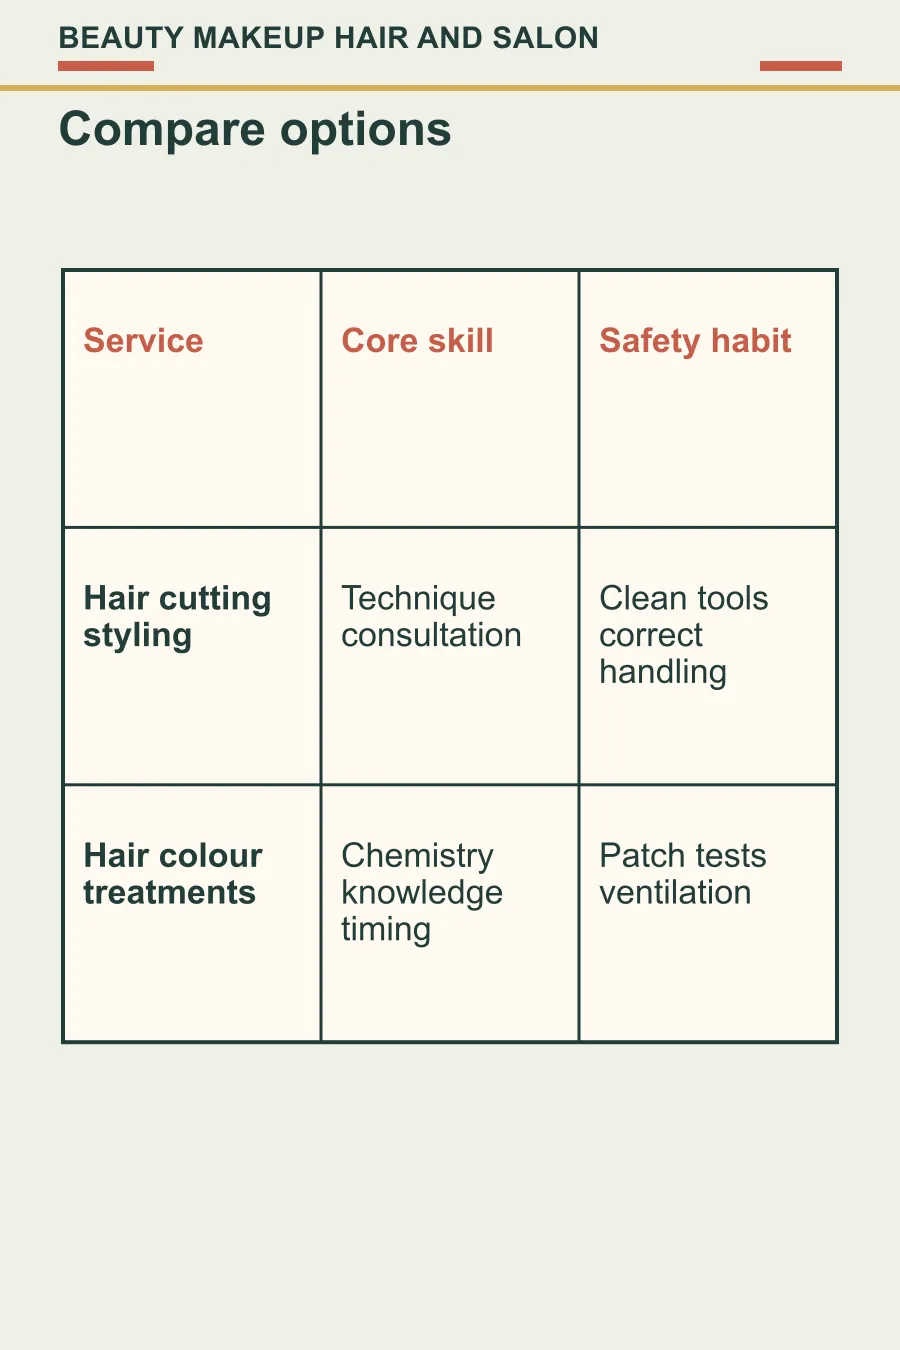 BEAUTY MAKEUP HAIR AND SALON
Compare options
Service
Core skill
Safety habit
Hair cutting
styling
Technique
consultation
Clean tools
correct
handling
Hair colour
treatments
Chemistry
knowledge
timing
Patch tests
ventilation